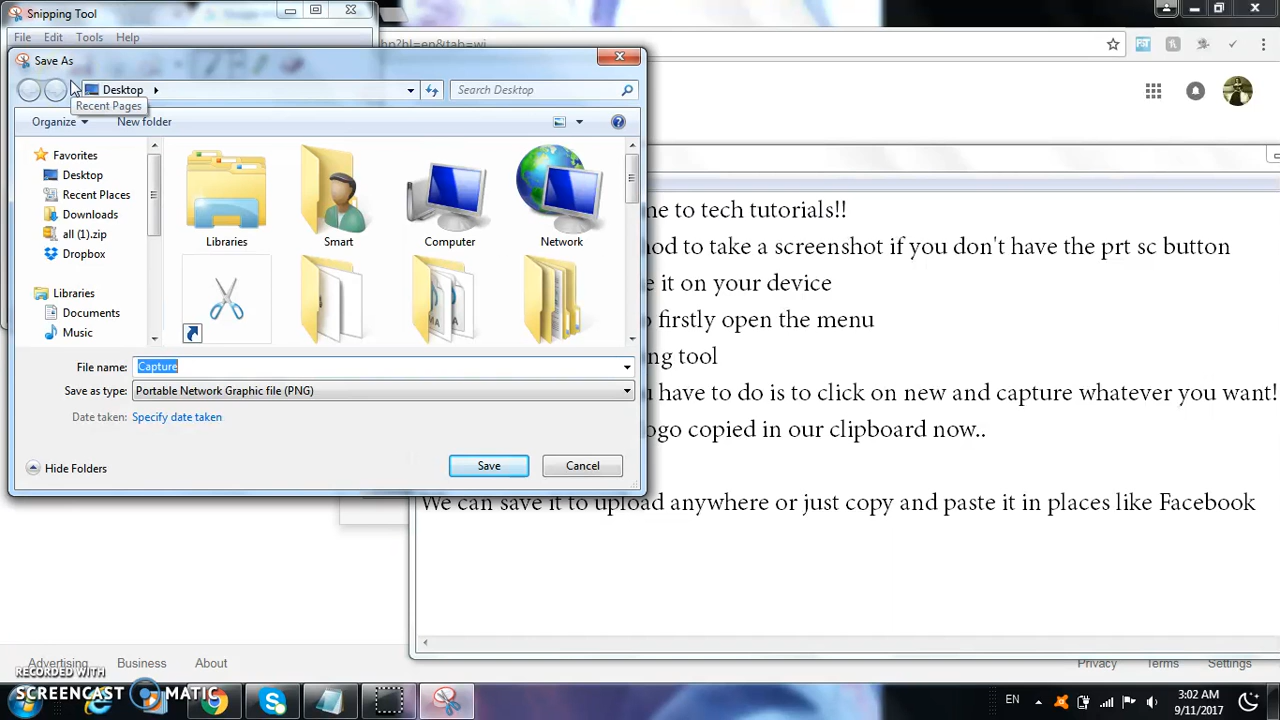 Snipping Tool
File Edit Tools Help
Save As
Desktop
Search Desktop
Recent Pages
Organize
New folder
Favorites
Desktop
Recent Places
Downloads
all (1).zip
Dropbox
Libraries
Documents
Music
Libraries
Smart
Computer
Network
File name: Capture
Save as type: Portable Network Graphic file (PNG)
Date taken: Specify date taken
Hide Folders
Save
Cancel
?hl=en&tab=wi
me to tech tutorials!!
od to take a screenshot if you don't have the prt sc button
it on your device
firstly open the menu
ng tool
have to do is to click on new and capture whatever you want!
ogo copied in our clipboard now..
We can save it to upload anywhere or just copy and paste it in places like Facebook
Advertising Business About
Privacy Terms Settings
RECORDED WITH
SCREENCAST MATIC
EN
3:02 AM
9/11/2017